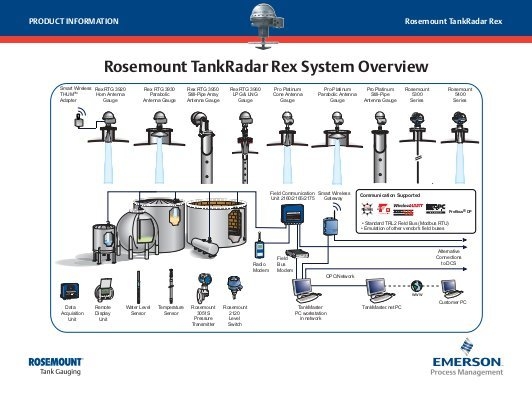 PRODUCT INFORMATION
Rosemount TankRadar Rex
Rosemount TankRadar Rex System Overview
Smart Wireless
THUM™
Adaptor
Rex RTG 3920
Horn Antenna
Gauge
Rex RTG 3930
Parabolic
Antenna Gauge
Rex RTG 3950
Still-Pipe Array
Antenna Gauge
Rex RTG 3960
LPG & LNG
Gauge
Pro Platinum
Cone Antenna
Gauge
Pro Platinum
Parabolic Antenna
Gauge
Pro Platinum
Still-Pipe
Antenna Gauge
Rosemount
5300
Series
Rosemount
5400
Series
Field Communication
Unit 2160/2165/2175
Smart Wireless
Gateway
Communication Supported
WirelessHART
Profibus® DP
• Standard TRL2 Field Bus (Modbus RTU)
• Emulation of other vendor's field buses
Radio
Modem
Field
Bus
Modem
Alternative
Connections
to DCS
OPC/Network
www
Data
Acquisition
Unit
Remote
Display
Unit
Water Level
Sensor
Temperature
Sensor
Rosemount
3051S
Pressure
Transmitter
Rosemount
2120
Level
Switch
TankMaster
PC workstation
in network
TankMaster.net PC
Customer PC
ROSEMOUNT
Tank Gauging
EMERSON
Process Management